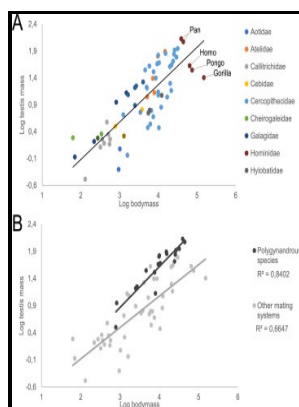 A
2,4
1,9
1,4
0,9
0,4
-0,1
-0,6
1 2 3 4 5 6
Log testis mass
Log bodymass
Pan
Homo
Pongo
Gorilla
Aotidae
Atelidae
Callitrichidae
Cebidae
Cercopithecidae
Cheirogaleidae
Galagidae
Hominidae
Hylobatidae
B
2,4
1,9
1,4
0,9
0,4
-0,1
-0,6
1 2 3 4 5 6
Log testis mass
Log bodymass
Polygynandrous
species
R² = 0,8402
Other mating
systems
R² = 0,6647